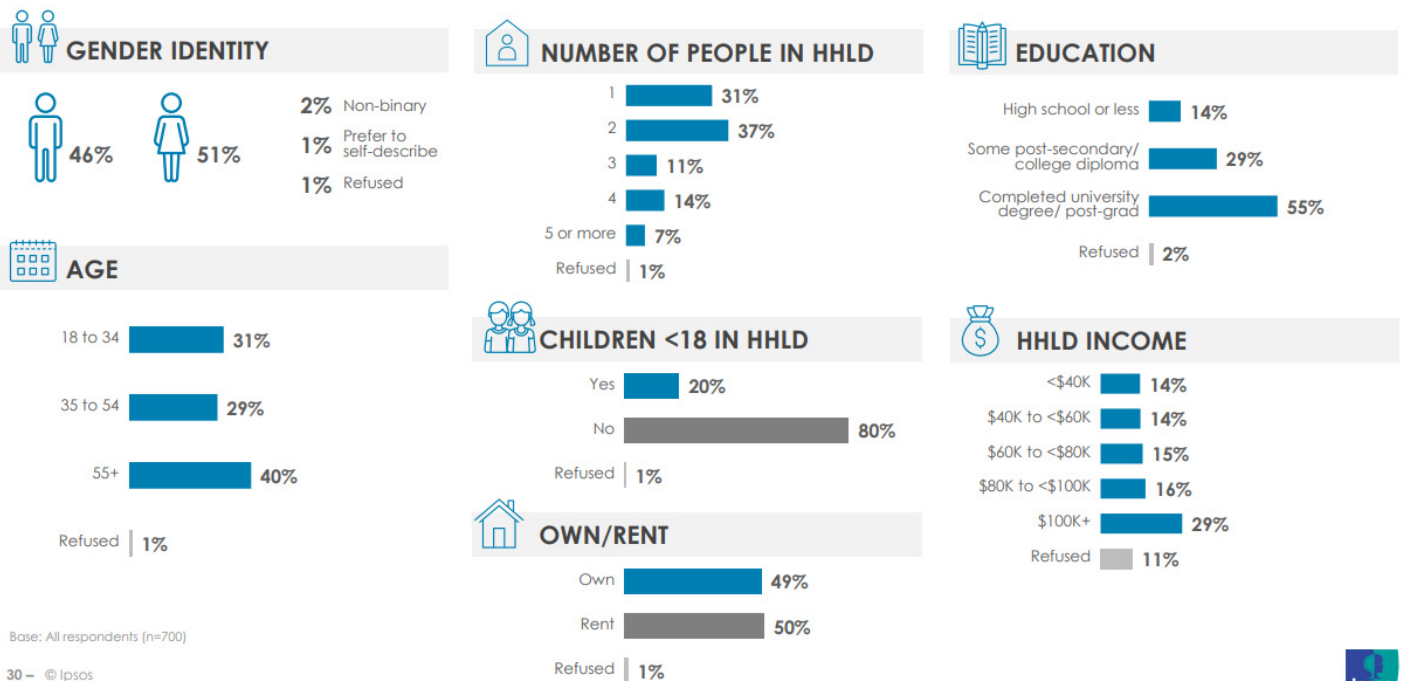 GENDER IDENTITY
46%
51%
2% Non-binary
1% Prefer to
self-describe
1% Refused
AGE
18 to 34 31%
35 to 54 29%
55+ 40%
Refused 1%
NUMBER OF PEOPLE IN HHLD
1 31%
2 37%
3 11%
4 14%
5 or more 7%
Refused 1%
CHILDREN <18 IN HHLD
Yes 20%
No 80%
Refused 1%
OWN/RENT
Own 49%
Rent 50%
Refused 1%
EDUCATION
High school or less 14%
Some post-secondary/
college diploma 29%
Completed university
degree/ post-grad 55%
Refused 2%
HHLD INCOME
$
<$40K 14%
$40K to <$60K 14%
$60K to <$80K 15%
$80K to <$100K 16%
$100K+ 29%
Refused 11%
Base: All respondents (n=700)
30 – © Ipsos